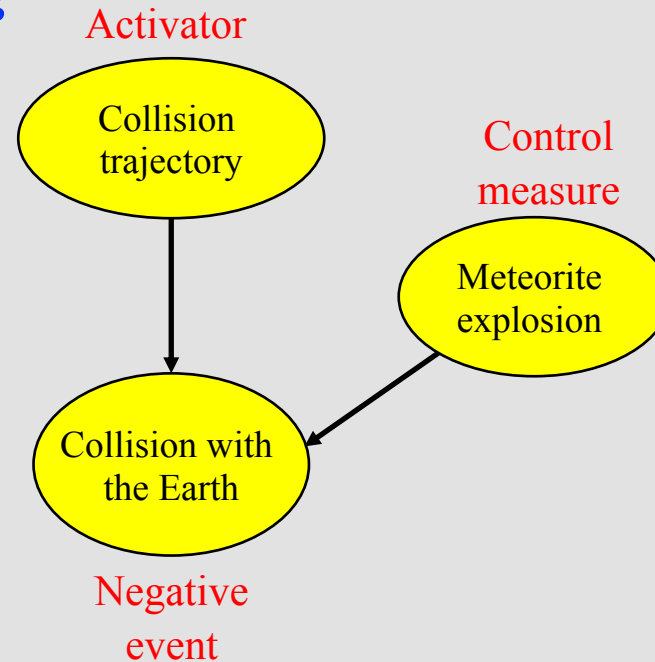 Activator
Collision
trajectory
Control
measure
Meteorite
explosion
Collision with
the Earth
Negative
event